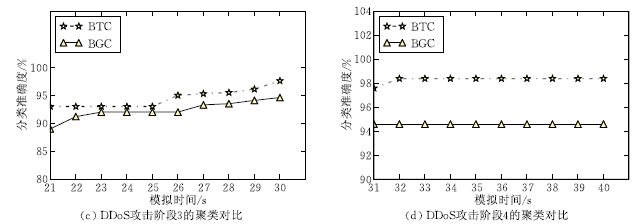 BTC
BGC
100
95
90
85
80
分类准确度/%
21 22 23 24 25 26 27 28 29 30
模拟时间/s
(c) DDoS攻击阶段3的聚类对比
BTC
BGC
104
102
100
98
96
94
92
90
分类准确度/%
31 32 33 34 35 36 37 38 39 40
模拟时间/s
(d) DDoS攻击阶段4的聚类对比